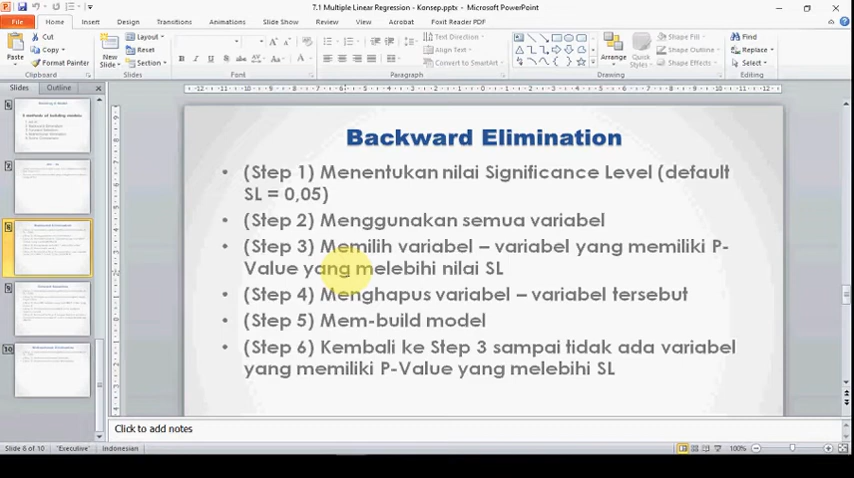 7.1 Multiple Linear Regression - Konsep.pptx - Microsoft PowerPoint
File Home Insert Design Transitions Animations Slide Show Review View Acrobat Foxit Reader PDF
Paste
Cut
Copy
Format Painter
Clipboard
New Slide
Layout
Reset
Section
Slides
Font
Text Direction
Align Text
Convert to SmartArt
Paragraph
Arrange
Quick Styles
Shape Fill
Shape Outline
Shape Effects
Drawing
Find
Replace
Select
Editing
Slides Outline
7
8
9
10
Backward Elimination
• (Step 1) Menentukan nilai Significance Level (default
SL = 0,05)
• (Step 2) Menggunakan semua variabel
• (Step 3) Memilih variabel – variabel yang memiliki P-
Value yang melebihi nilai SL
• (Step 4) Menghapus variabel – variabel tersebut
• (Step 5) Mem-build model
• (Step 6) Kembali ke Step 3 sampai tidak ada variabel
yang memiliki P-Value yang melebihi SL
Click to add notes
"Executive" Indonesian
100%